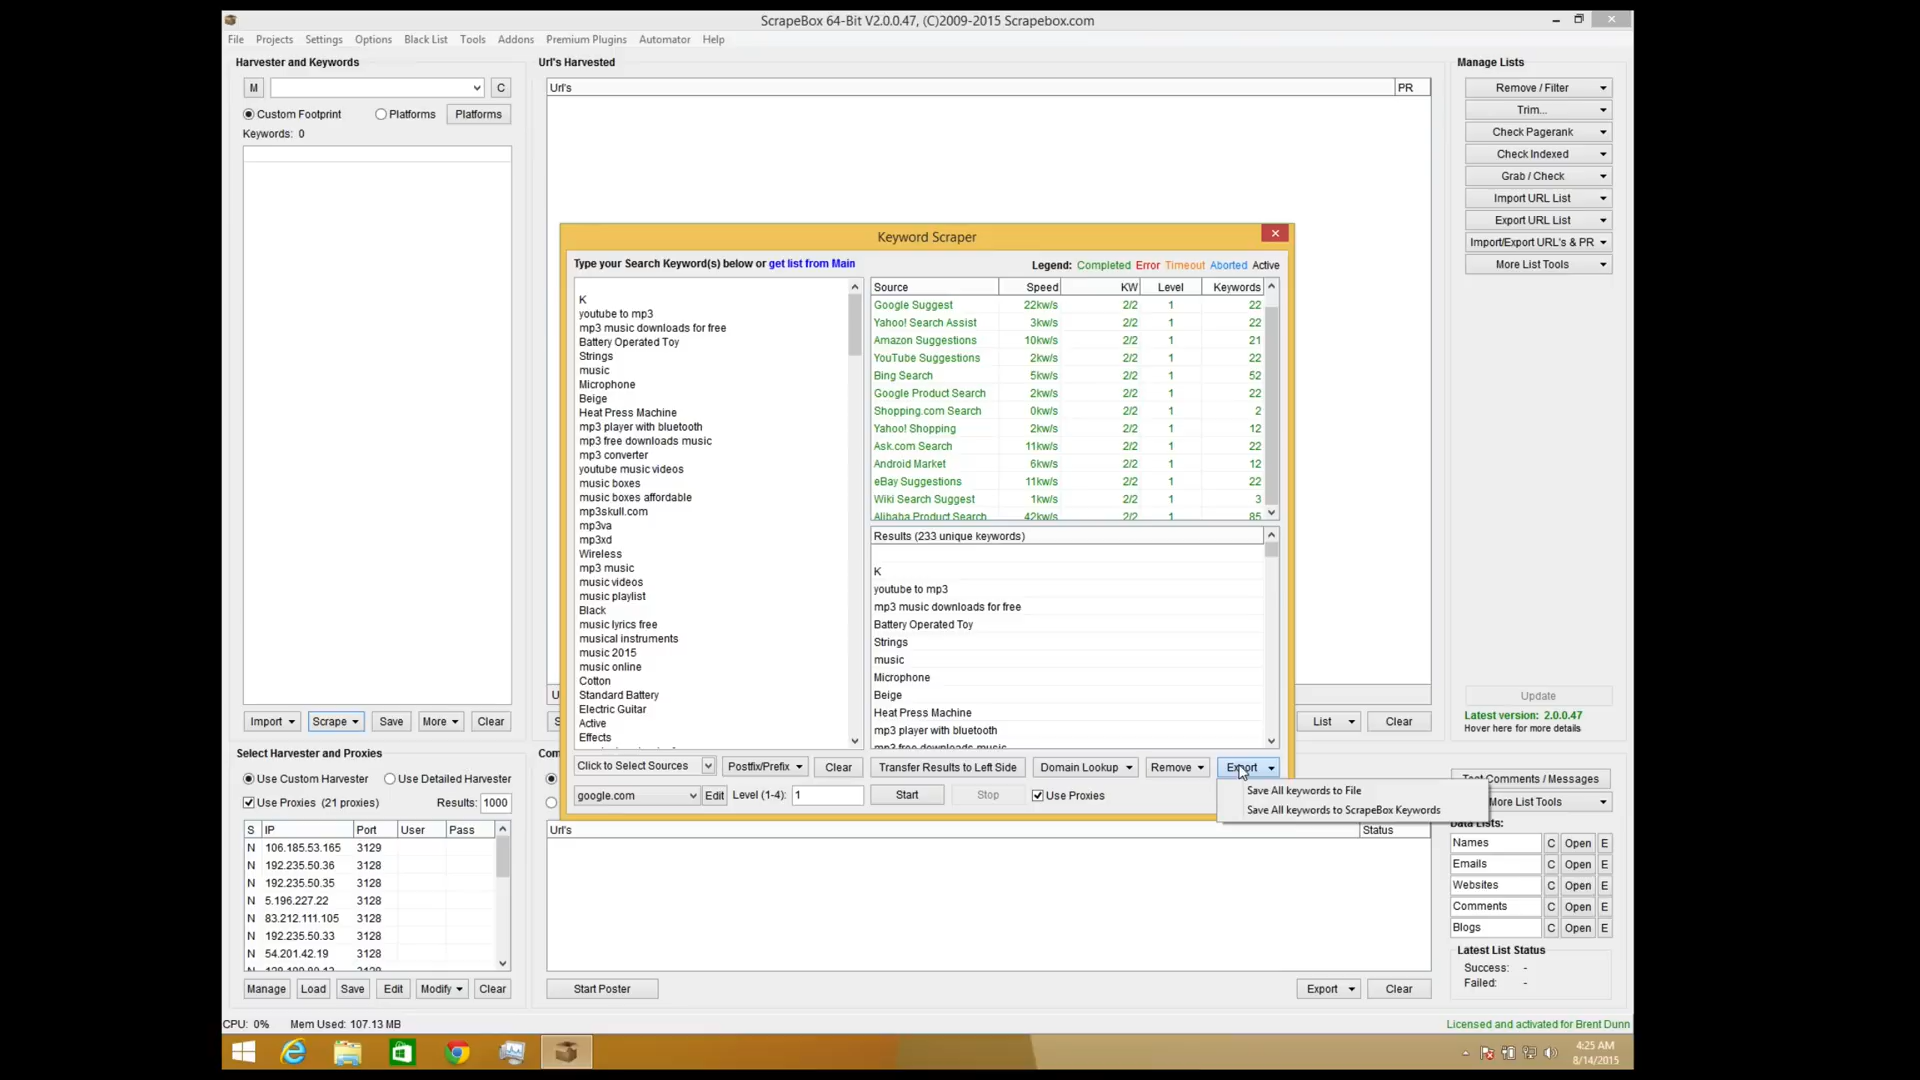 ScrapeBox 64-Bit V2.0.0.47, (C)2009-2015 Scrapebox.com
File Projects Settings Options Black List Tools Addons Premium Plugins Automator Help
Harvester and Keywords
M C
Custom Footprint Platforms Platforms
Keywords: 0
Import Scrape Save More Clear
Url's Harvested
Url's PR
Manage Lists
Remove / Filter
Trim...
Check Pagerank
Check Indexed
Grab / Check
Import URL List
Export URL List
Import/Export URL's & PR
More List Tools
Update
Latest version: 2.0.0.47
Hover here for more details
List Clear
Keyword Scraper
Type your Search Keyword(s) below or get list from Main
Legend: Completed Error Timeout Aborted Active
K
youtube to mp3
mp3 music downloads for free
Battery Operated Toy
Strings
music
Microphone
Beige
Heat Press Machine
mp3 player with bluetooth
mp3 free downloads music
mp3 converter
youtube music videos
music boxes
music boxes affordable
mp3skull.com
mp3va
mp3xd
Wireless
mp3 music
music videos
music playlist
Black
music lyrics free
musical instruments
music 2015
music online
Cotton
Standard Battery
Electric Guitar
Active
Effects
Source Speed KW Level Keywords
Google Suggest 22kw/s 2/2 1 22
Yahoo! Search Assist 3kw/s 2/2 1 22
Amazon Suggestions 10kw/s 2/2 1 21
YouTube Suggestions 2kw/s 2/2 1 22
Bing Search 5kw/s 2/2 1 52
Google Product Search 2kw/s 2/2 1 22
Shopping.com Search 0kw/s 2/2 1 2
Yahoo! Shopping 2kw/s 2/2 1 12
Ask.com Search 11kw/s 2/2 1 22
Android Market 6kw/s 2/2 1 12
eBay Suggestions 11kw/s 2/2 1 22
Wiki Search Suggest 1kw/s 2/2 1 3
Alibaba Product Search 42kw/s 2/2 1 85
Results (233 unique keywords)
K
youtube to mp3
mp3 music downloads for free
Battery Operated Toy
Strings
music
Microphone
Beige
Heat Press Machine
mp3 player with bluetooth
mp3 free downloads music
Click to Select Sources Postfix/Prefix Clear Transfer Results to Left Side Domain Lookup Remove Export
google.com Edit Level (1-4): 1 Start Stop Use Proxies
Save All keywords to File
Save All keywords to ScrapeBox Keywords
Select Harvester and Proxies
Use Custom Harvester Use Detailed Harvester
Use Proxies (21 proxies) Results: 1000
S IP Port User Pass
N 106.185.53.165 3129
N 192.235.50.36 3128
N 192.235.50.35 3128
N 5.196.227.22 3128
N 83.212.111.105 3128
N 192.235.50.33 3128
N 54.201.42.19 3128
Manage Load Save Edit Modify Clear
Com
Url's Status
Start Poster Export Clear
Test Comments / Messages
More List Tools
Data Lists:
Names C Open E
Emails C Open E
Websites C Open E
Comments C Open E
Blogs C Open E
Latest List Status
Success: -
Failed: -
CPU: 0% Mem Used: 107.13 MB
Licensed and activated for Brent Dunn
4:25 AM
8/14/2015